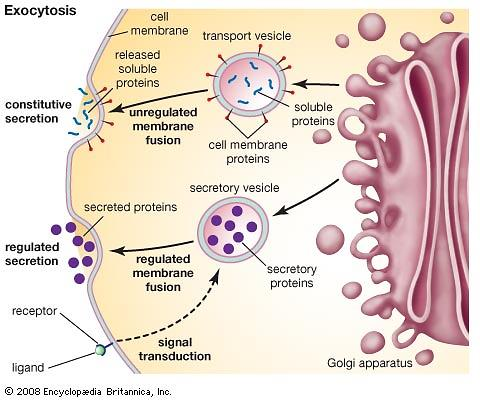 Exocytosis
cell
membrane
transport vesicle
released
soluble
proteins
constitutive
secretion
unregulated
membrane
fusion
soluble
proteins
cell membrane
proteins
secretory vesicle
secreted proteins
regulated
secretion
regulated
membrane
fusion
secretory
proteins
receptor
signal
transduction
ligand
Golgi apparatus
© 2008 Encyclopædia Britannica, Inc.